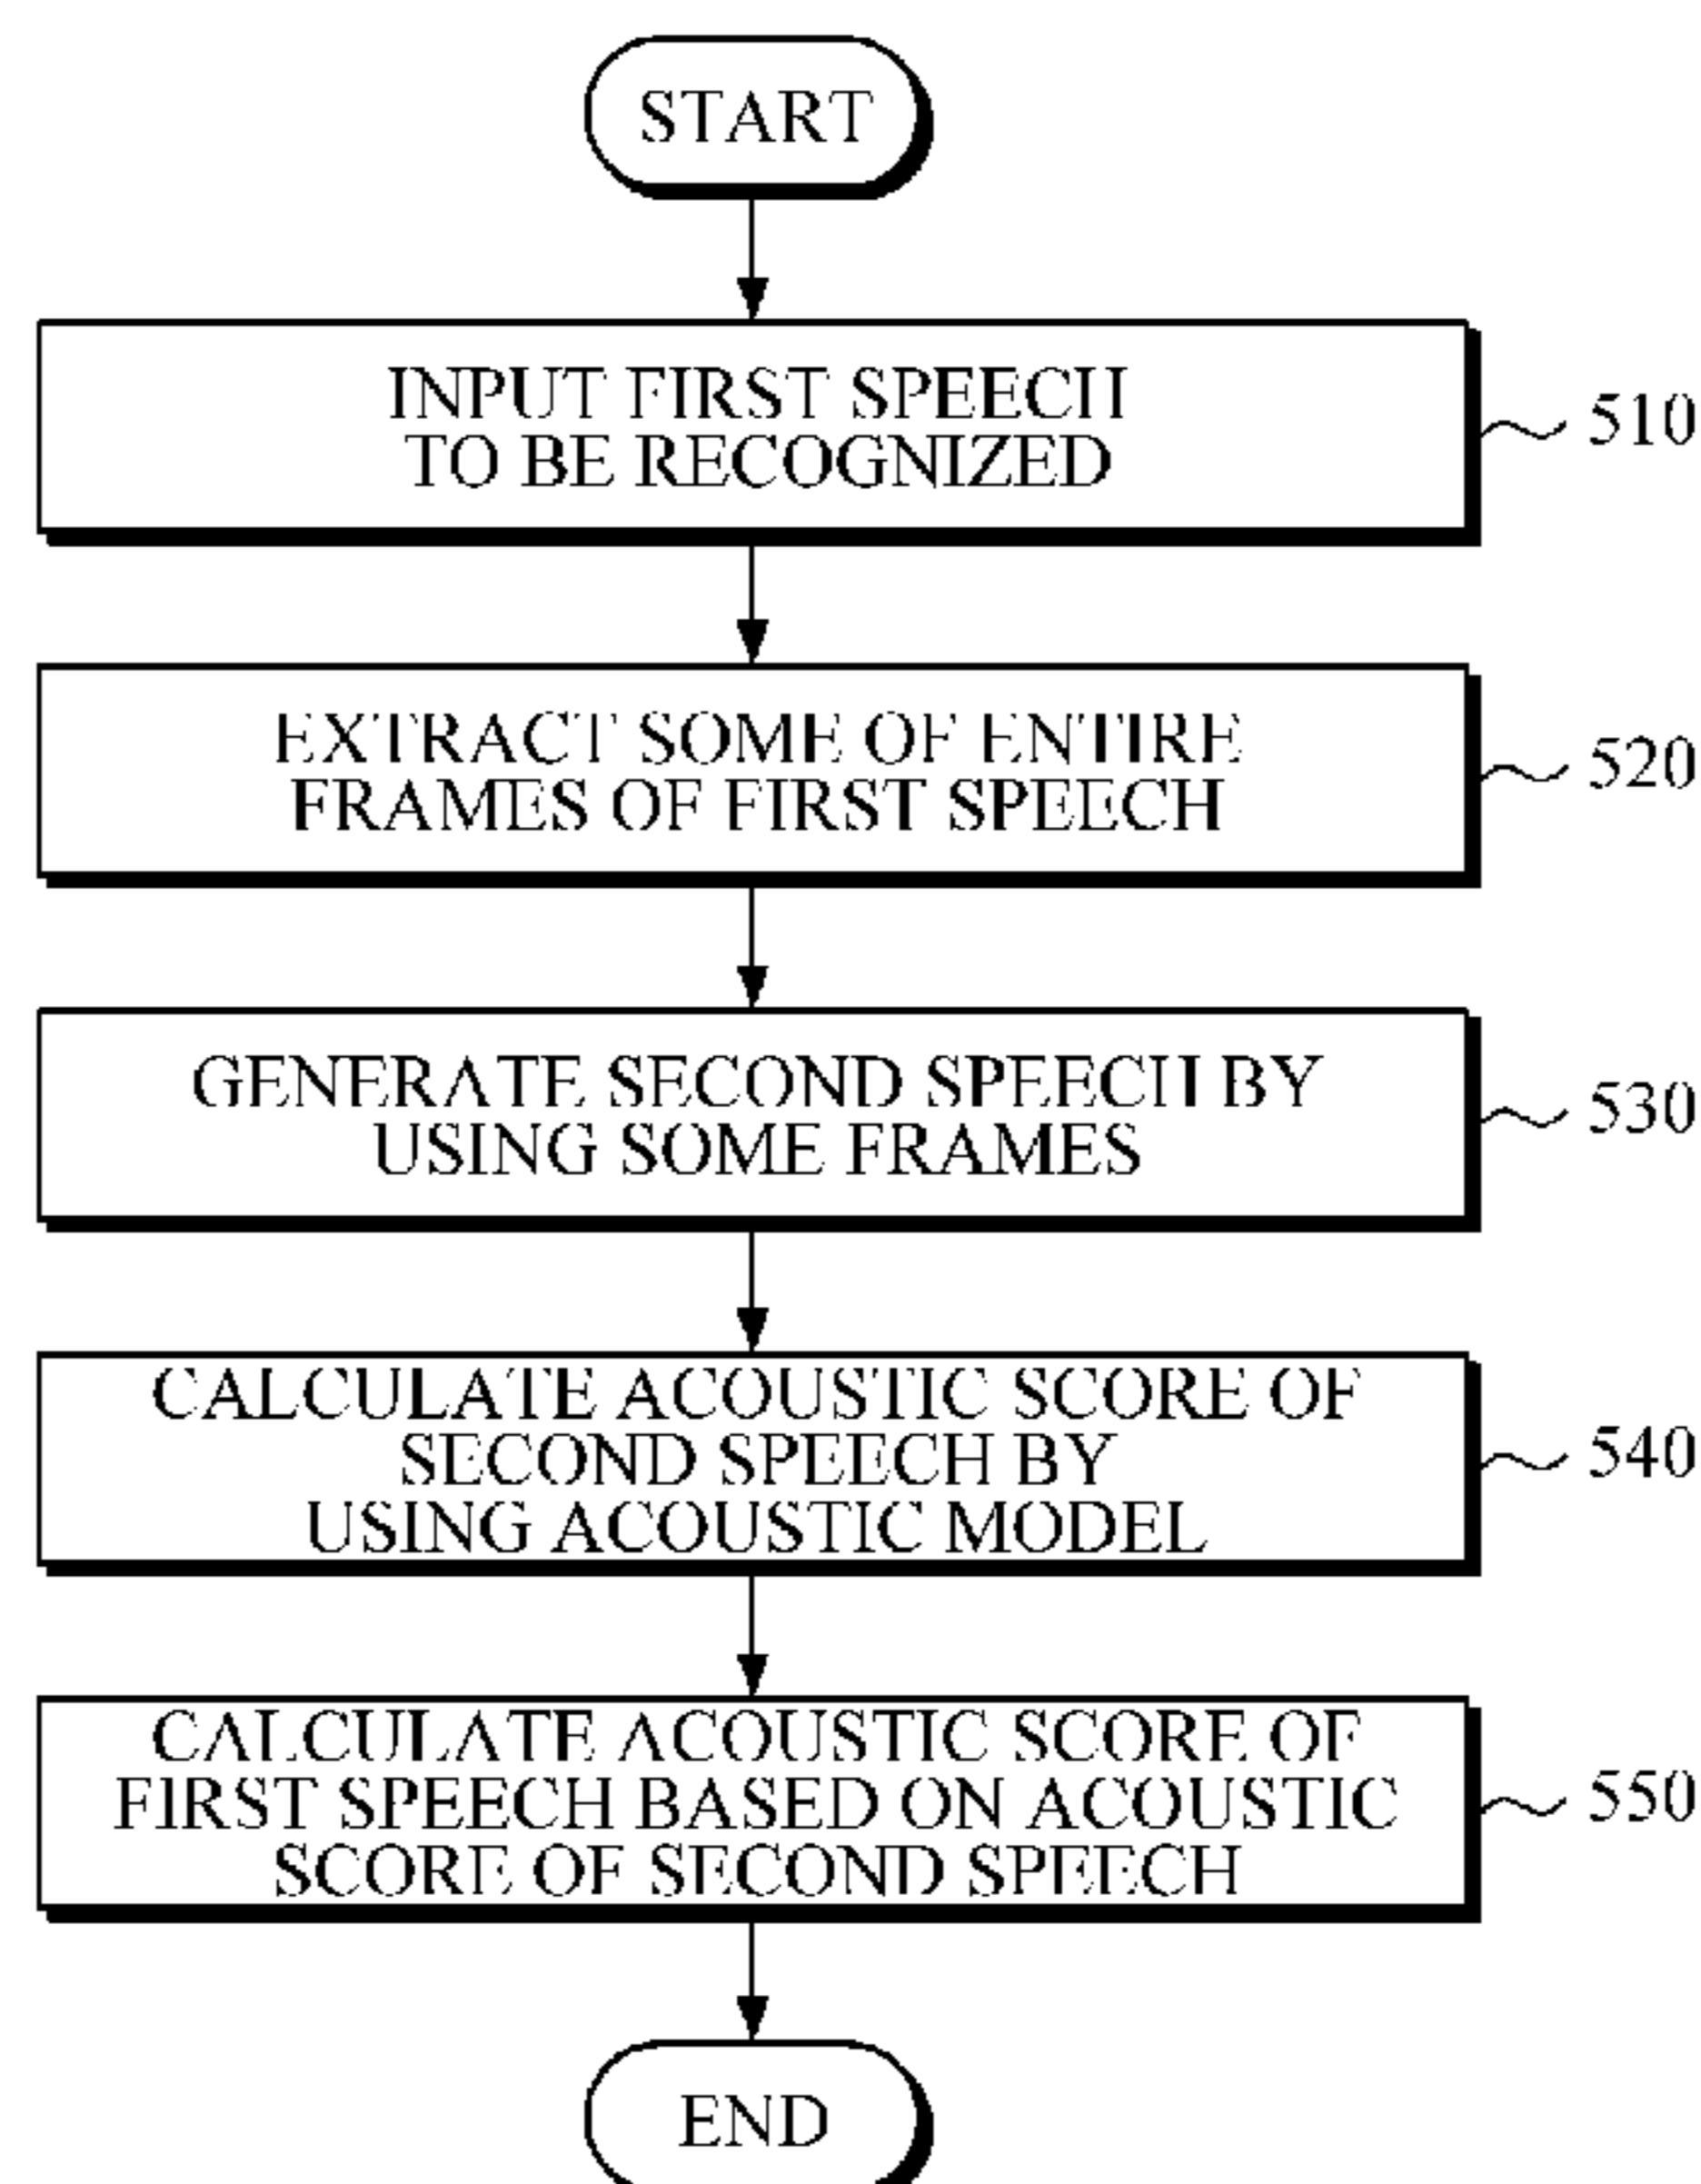 START
INPUT FIRST SPEECH
TO BE RECOGNIZED
510
EXTRACT SOME OF ENTIRE
FRAMES OF FIRST SPEECH
520
GENERATE SECOND SPEECH BY
USING SOME FRAMES
530
CALCULATE ACOUSTIC SCORE OF
SECOND SPEECH BY
USING ACOUSTIC MODEL
540
CALCULATE ACOUSTIC SCORE OF
FIRST SPEECH BASED ON ACOUSTIC
SCORE OF SECOND SPEECH
550
END